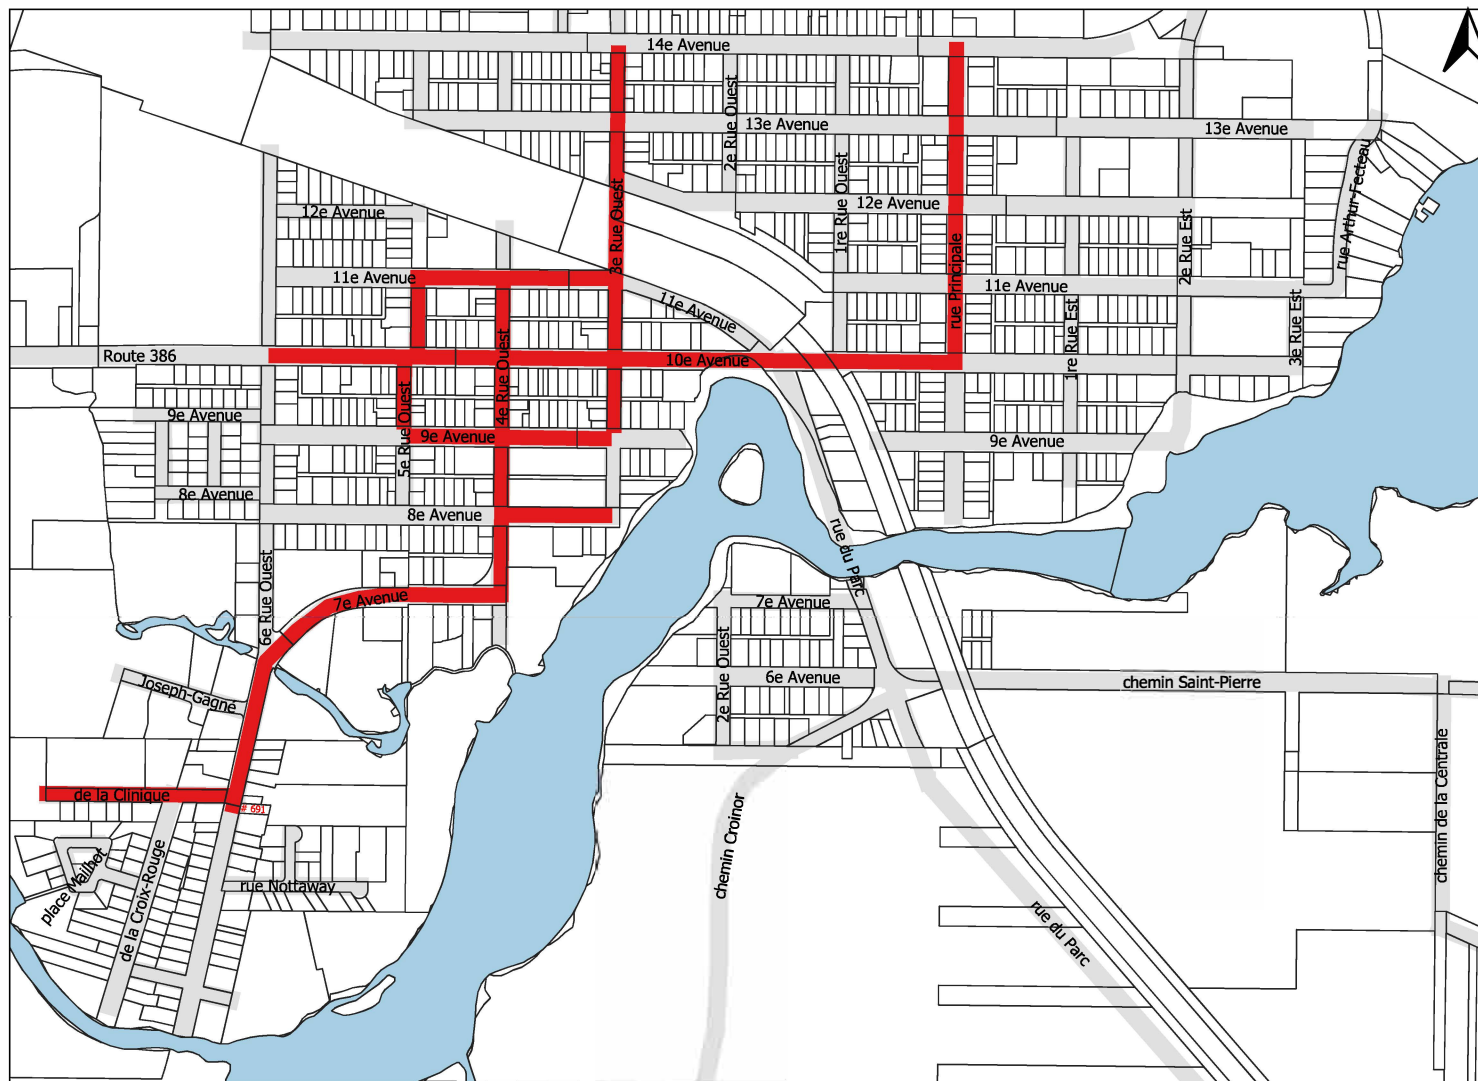 14e Avenue
2e Rue Ouest
13e Avenue
13e Avenue
rue Arthur-Fecteau
1re Rue Ouest
3e Rue Ouest
12e Avenue
12e Avenue
2e Rue Est
rue Principale
11e Avenue
11e Avenue
11e Avenue
1re Rue Est
3e Rue Est
Route 386
10e Avenue
4e Rue Ouest
5e Rue Ouest
9e Avenue
9e Avenue
9e Avenue
8e Avenue
8e Avenue
rue du Parc
6e Rue Ouest
7e Avenue
7e Avenue
2e Rue Ouest
6e Avenue
chemin Saint-Pierre
Joseph-Gagné
chemin de la Centrale
de la Clinique
# 691
chemin Croinor
place Mailhot
de la Croix-Rouge
rue Nottaway
rue du Parc